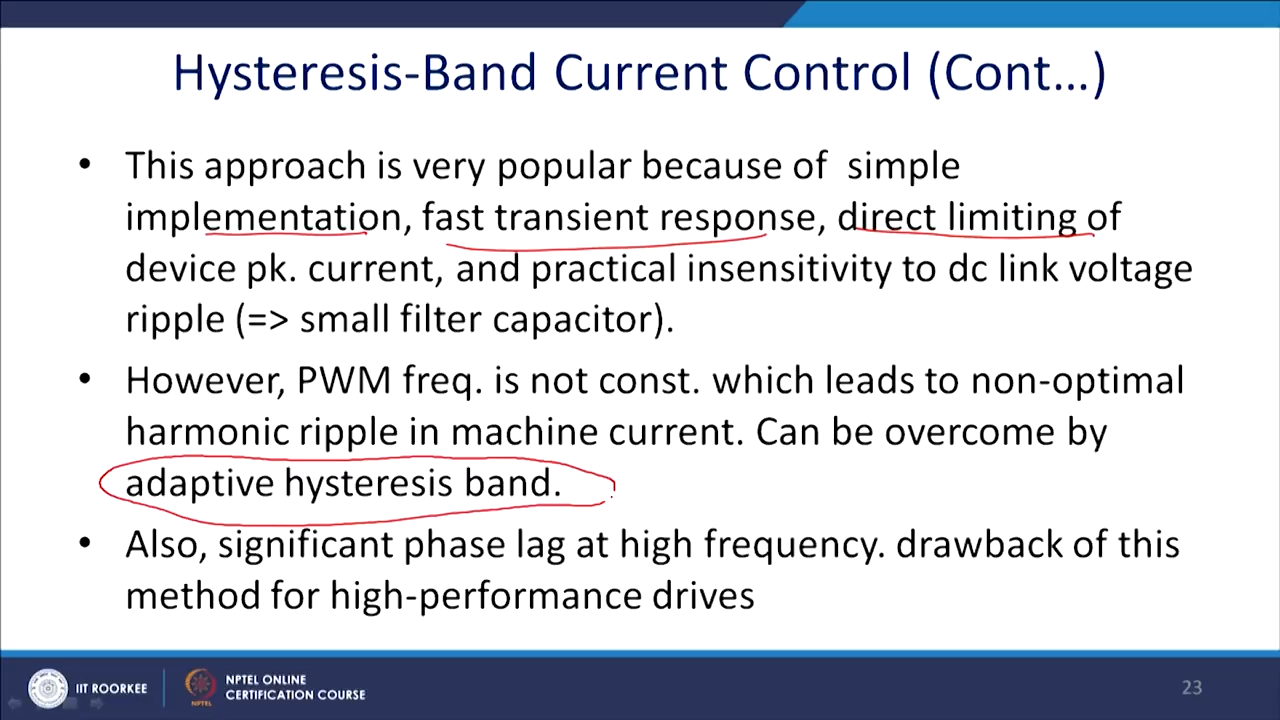 Hysteresis-Band Current Control (Cont…)
• This approach is very popular because of simple
implementation, fast transient response, direct limiting of
device pk. current, and practical insensitivity to dc link voltage
ripple (=> small filter capacitor).
• However, PWM freq. is not const. which leads to non-optimal
harmonic ripple in machine current. Can be overcome by
adaptive hysteresis band.
• Also, significant phase lag at high frequency. drawback of this
method for high-performance drives
IIT ROORKEE
NPTEL
NPTEL ONLINE
CERTIFICATION COURSE
23